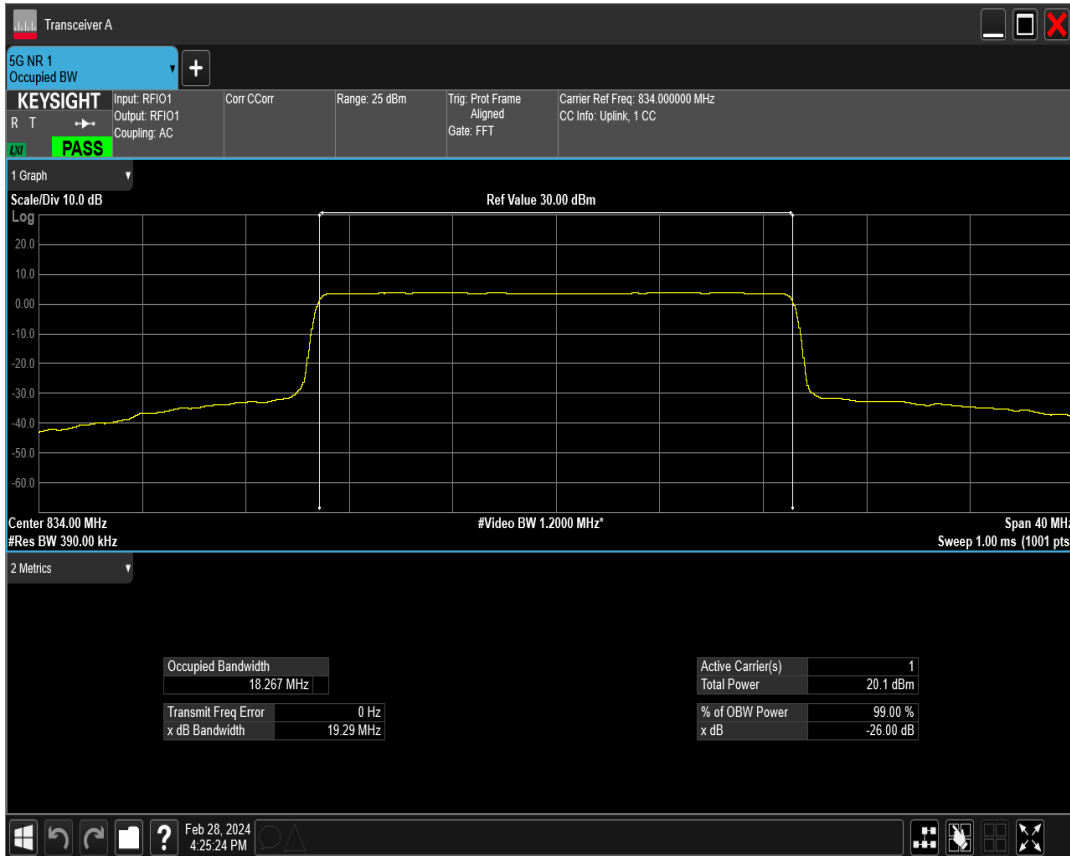 Transceiver A
5G NR 1
Occupied BW
+
KEYSIGHT
R T
LXI
PASS
Input: RFIO1
Output: RFIO1
Coupling: AC
Corr CCorr
Range: 25 dBm
Trig: Prot Frame
Aligned
Gate: FFT
Carrier Ref Freq: 834.000000 MHz
CC Info: Uplink, 1 CC
1 Graph
Scale/Div 10.0 dB
Ref Value 30.00 dBm
Log
20.0
10.0
0.00
-10.0
-20.0
-30.0
-40.0
-50.0
-60.0
Center 834.00 MHz
#Video BW 1.2000 MHz*
Span 40 MHz
#Res BW 390.00 kHz
Sweep 1.00 ms (1001 pts
2 Metrics
Occupied Bandwidth
18.267 MHz
Transmit Freq Error 0 Hz
x dB Bandwidth 19.29 MHz
Active Carrier(s) 1
Total Power 20.1 dBm
% of OBW Power 99.00 %
x dB -26.00 dB
?
Feb 28, 2024
4:25:24 PM